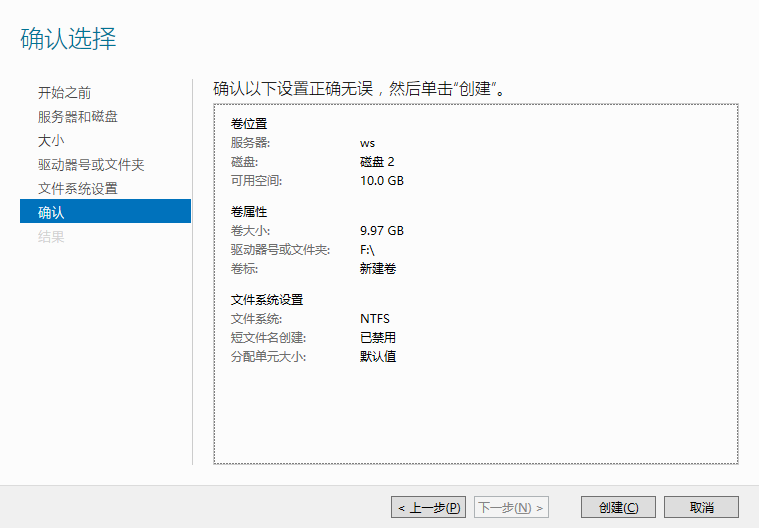 确认选择
开始之前
服务器和磁盘
大小
驱动器号或文件夹
文件系统设置
确认
结果
确认以下设置正确无误，然后单击“创建”。
卷位置
服务器: ws
磁盘: 磁盘 2
可用空间: 10.0 GB
卷属性
卷大小: 9.97 GB
驱动器号或文件夹: F:\
卷标: 新建卷
文件系统设置
文件系统: NTFS
短文件名创建: 已禁用
分配单元大小: 默认值
< 上一步(P) 下一步(N) > 创建(C) 取消